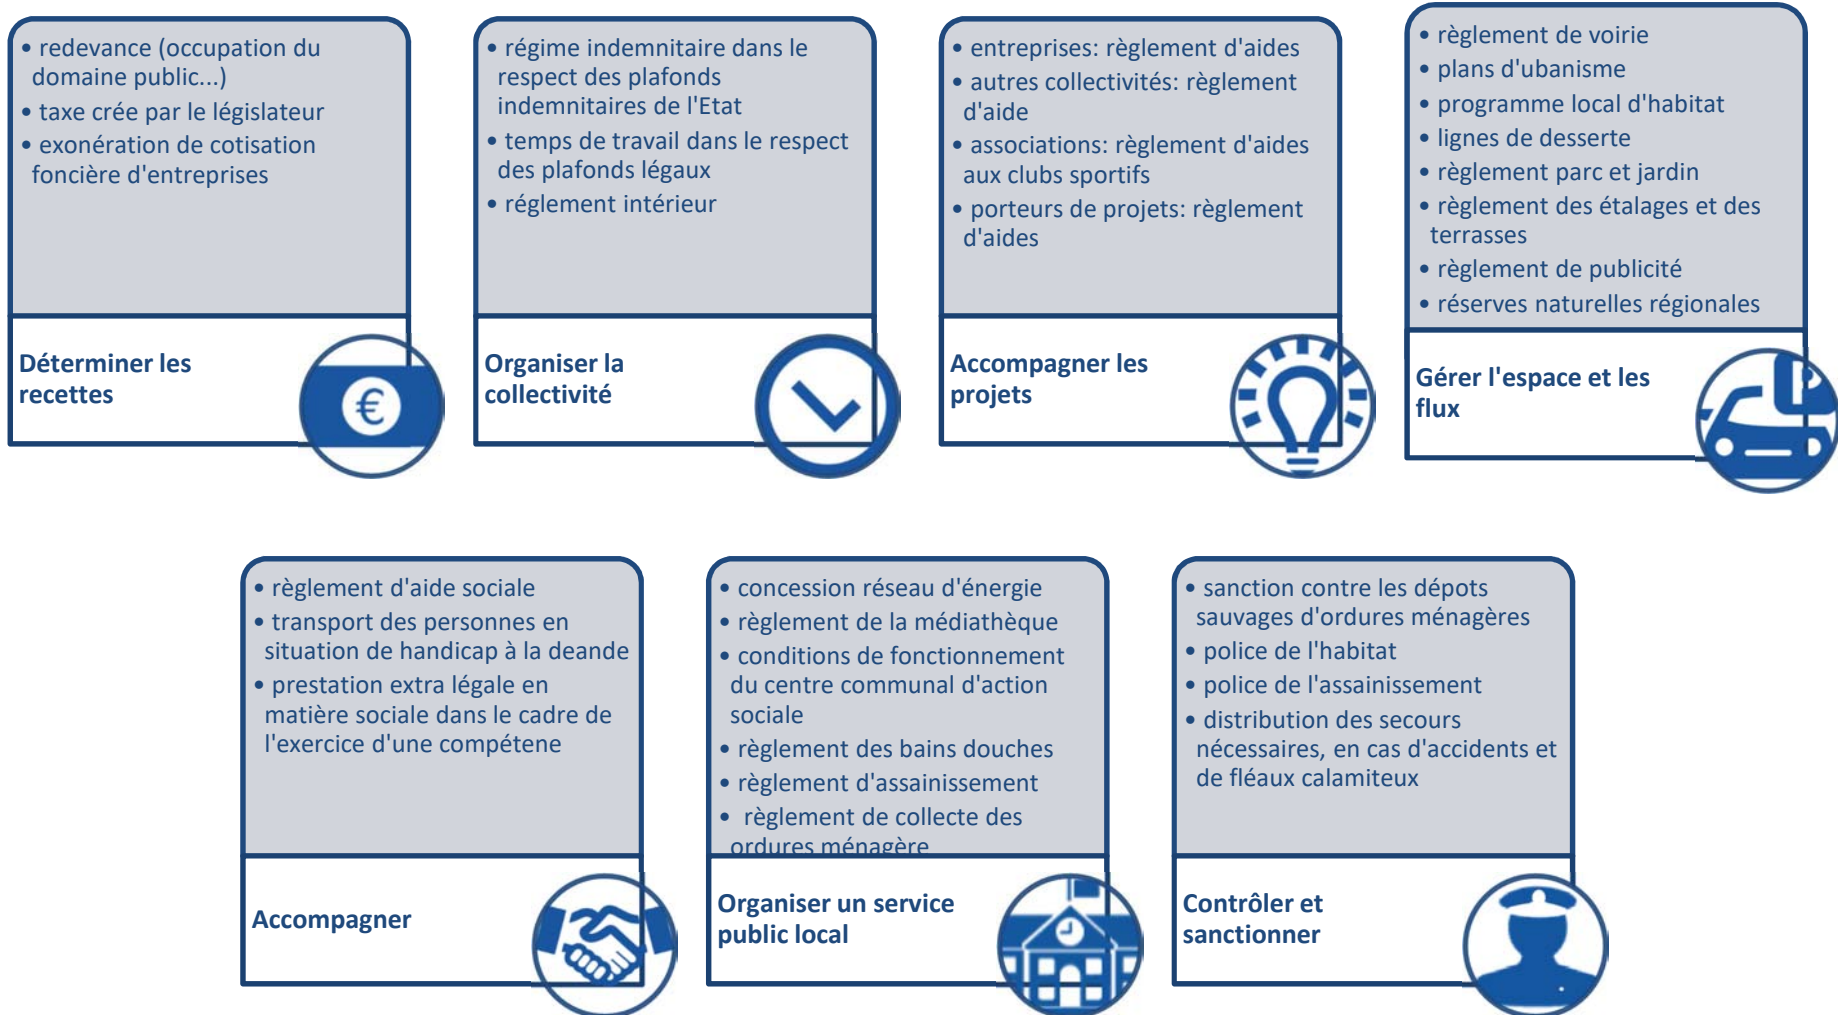 • redevance (occupation du
domaine public...)
• taxe crée par le législateur
• exonération de cotisation
foncière d'entreprises
Déterminer les
recettes
€
• régime indemnitaire dans le
respect des plafonds
indemnitaires de l'Etat
• temps de travail dans le respect
des plafonds légaux
• réglement intérieur
Organiser la
collectivité
• entreprises: règlement d'aides
• autres collectivités: règlement
d'aide
• associations: règlement d'aides
aux clubs sportifs
• porteurs de projets: règlement
d'aides
Accompagner les
projets
• règlement de voirie
• plans d'ubanisme
• programme local d'habitat
• lignes de desserte
• règlement parc et jardin
• règlement des étalages et des
terrasses
• règlement de publicité
• réserves naturelles régionales
Gérer l'espace et les
flux
• règlement d'aide sociale
• transport des personnes en
situation de handicap à la deande
• prestation extra légale en
matière sociale dans le cadre de
l'exercice d'une compétene
Accompagner
• concession réseau d'énergie
• règlement de la médiathèque
• conditions de fonctionnement
du centre communal d'action
sociale
• règlement des bains douches
• règlement d'assainissement
• règlement de collecte des
ordures ménagère
Organiser un service
public local
• sanction contre les dépots
sauvages d'ordures ménagères
• police de l'habitat
• police de l'assainissement
• distribution des secours
nécessaires, en cas d'accidents et
de fléaux calamiteux
Contrôler et
sanctionner